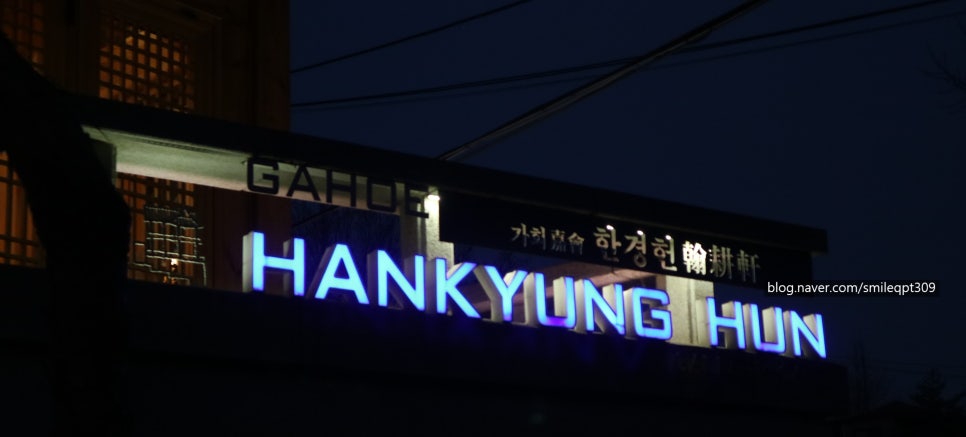 GAHOE
가회嘉會 한경헌翰耕軒
HANKYUNG HUN
blog.naver.com/smileqpt309